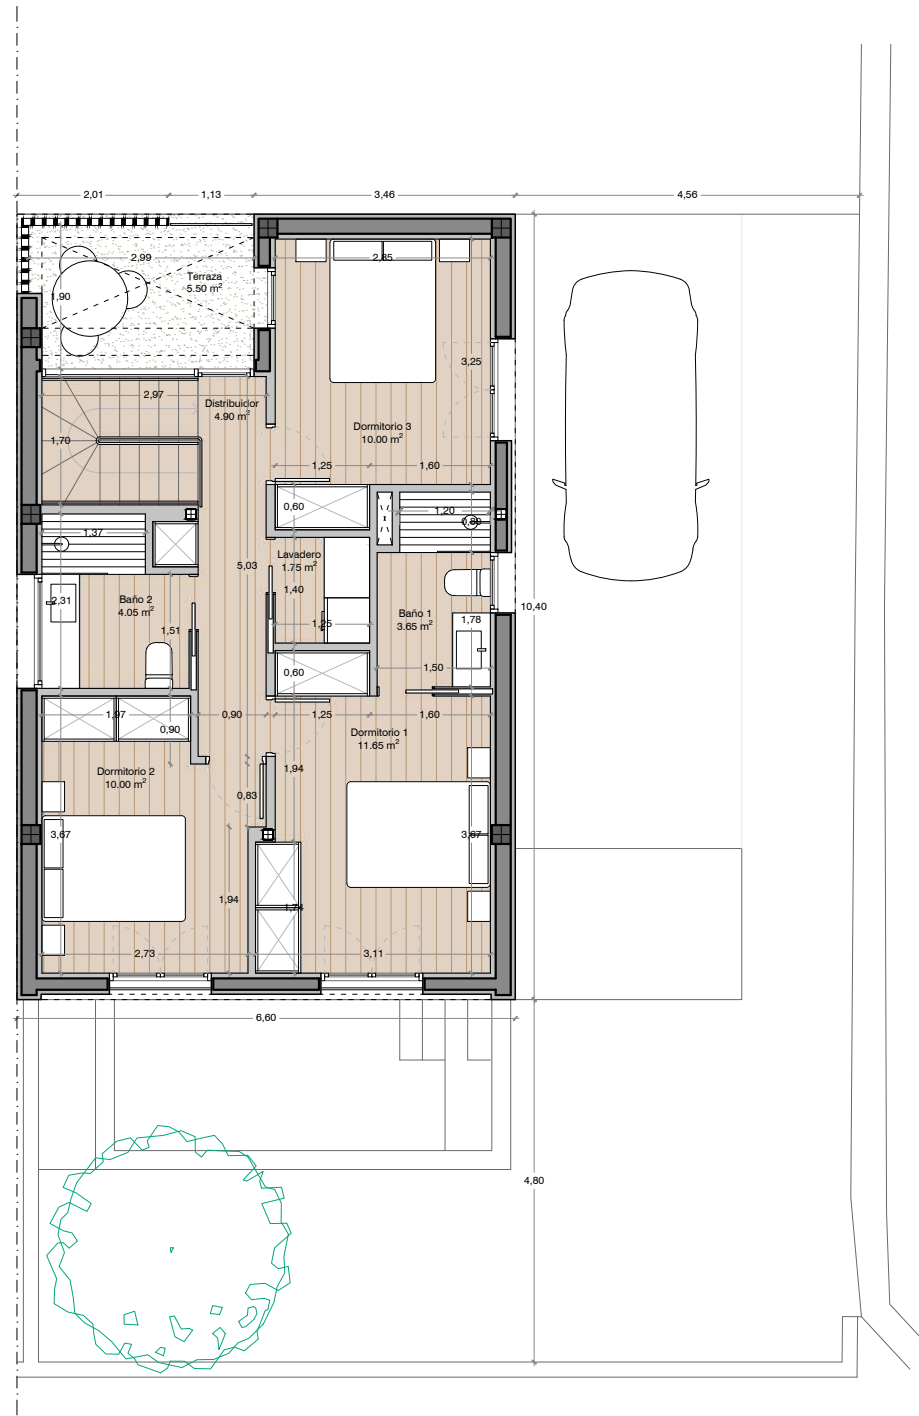 2,01
1,13
3,46
4,56
2,99
2,85
Terraza
5.50 m²
1,90
3,25
2,97
Distribuidor
4.90 m²
Dormitorio 3
10.00 m²
1,70
1,25
1,60
0,60
1,20
1,37
Lavadero
1.75 m²
5,03
1,40
Baño 2
4.05 m²
2,31
10,40
Baño 1
3.65 m²
1,78
1,51
1,25
1,50
0,60
1,97
0,90
1,25
1,60
0,90
Dormitorio 1
11.65 m²
Dormitorio 2
10.00 m²
1,94
0,83
3,67
3,67
1,94
1,74
2,73
3,11
6,60
4,80